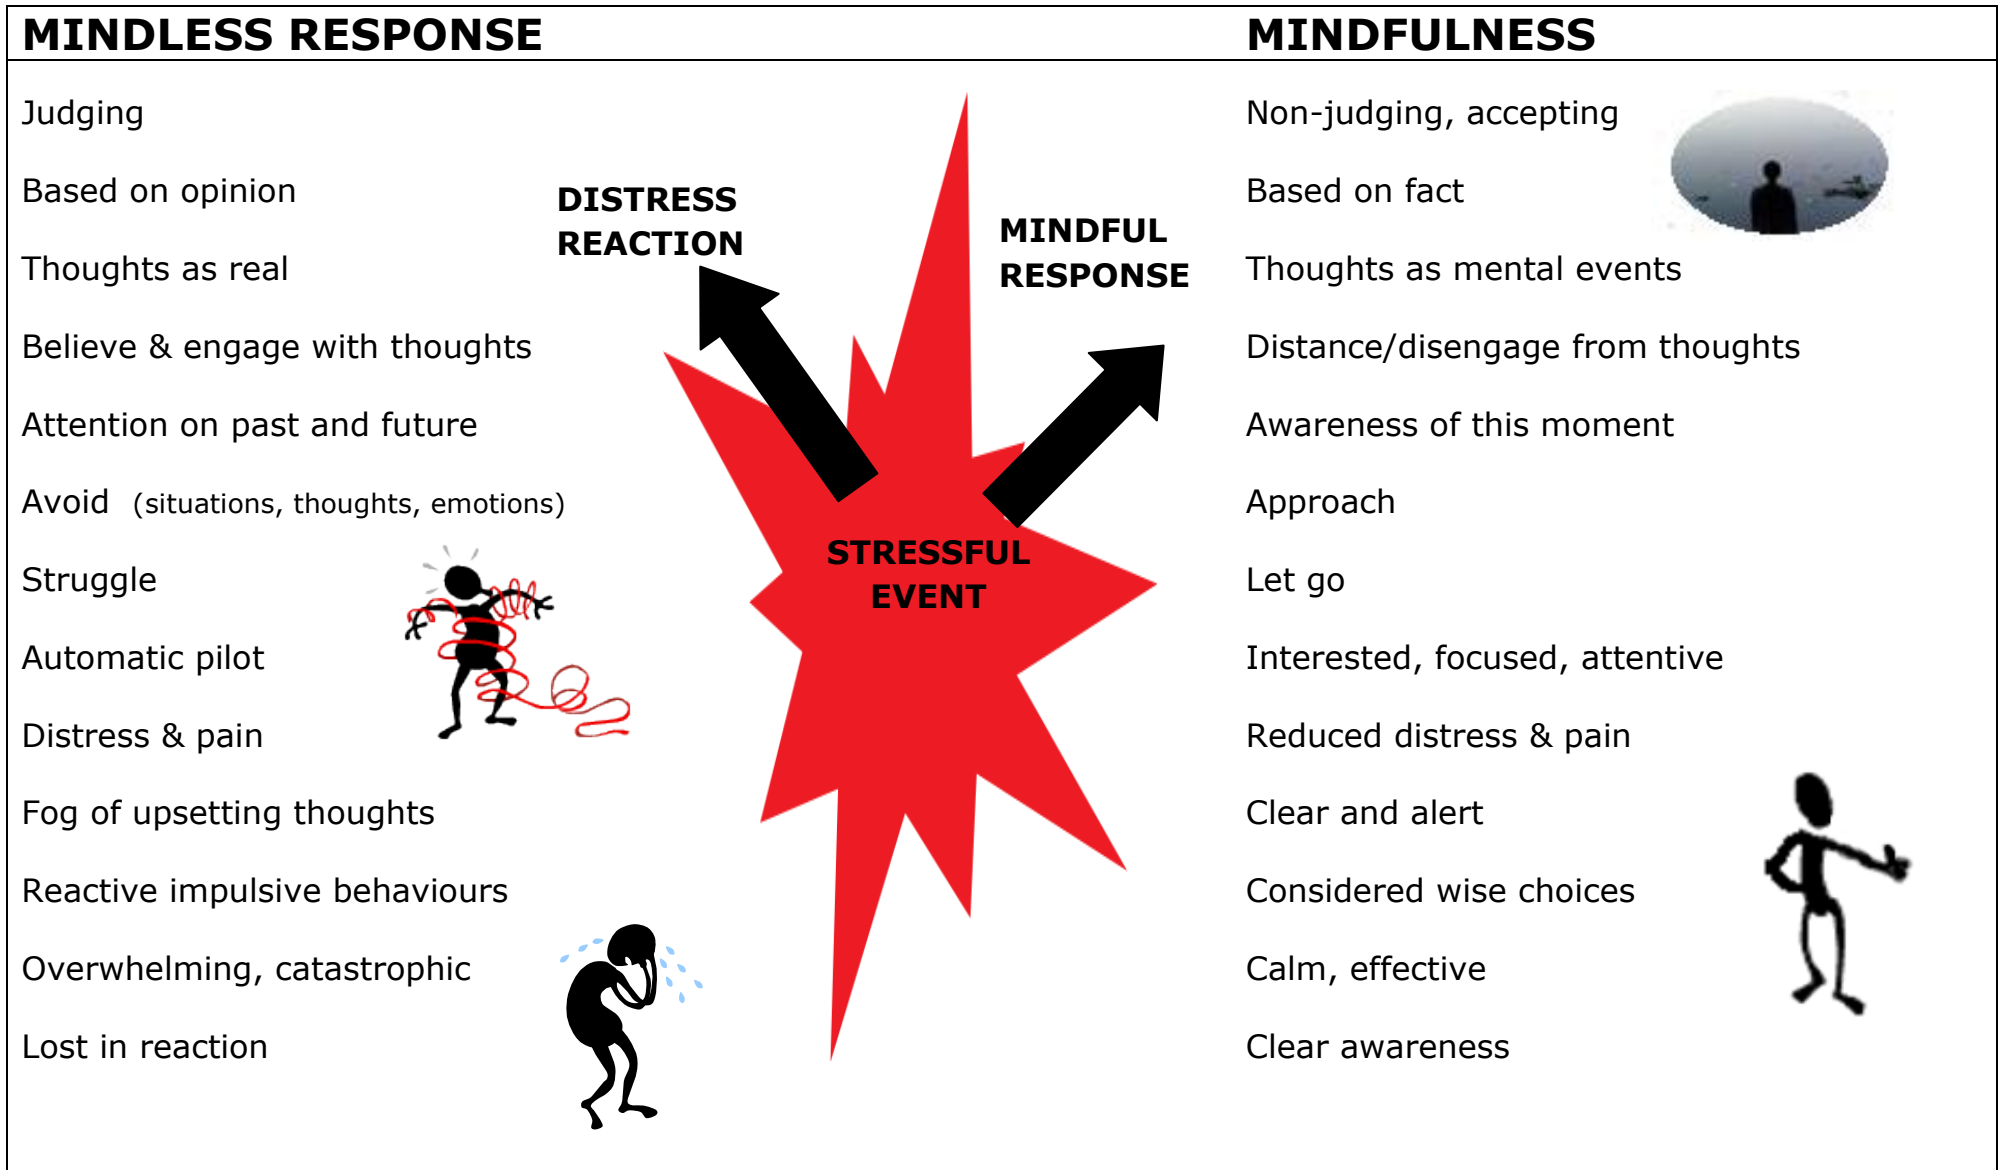 MINDLESS RESPONSE
MINDFULNESS
Judging
Based on opinion
Thoughts as real
Believe & engage with thoughts
Attention on past and future
Avoid (situations, thoughts, emotions)
Struggle
Automatic pilot
Distress & pain
Fog of upsetting thoughts
Reactive impulsive behaviours
Overwhelming, catastrophic
Lost in reaction
DISTRESS
REACTION
MINDFUL
RESPONSE
STRESSFUL
EVENT
Non-judging, accepting
Based on fact
Thoughts as mental events
Distance/disengage from thoughts
Awareness of this moment
Approach
Let go
Interested, focused, attentive
Reduced distress & pain
Clear and alert
Considered wise choices
Calm, effective
Clear awareness